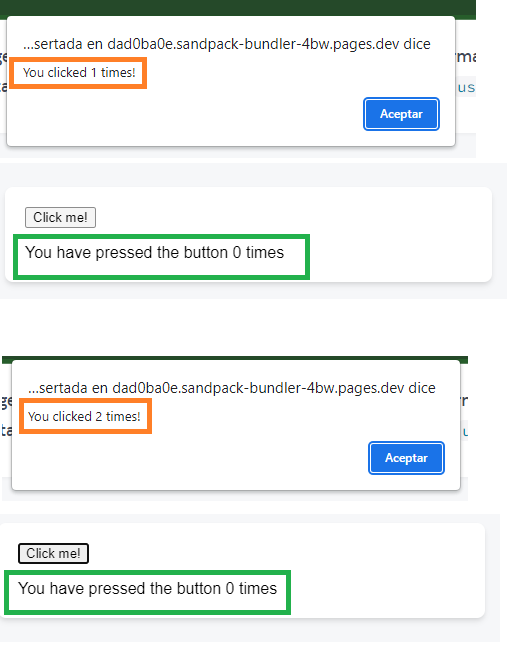 ...sertada en dad0ba0e.sandpack-bundler-4bw.pages.dev dice
You clicked 1 times!
us
Aceptar
Click me!
You have pressed the button 0 times
...sertada en dad0ba0e.sandpack-bundler-4bw.pages.dev dice
You clicked 2 times!
Aceptar
Click me!
You have pressed the button 0 times